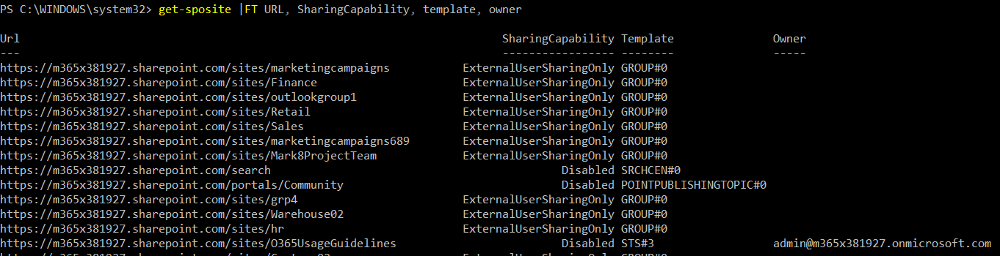 PS C:\WINDOWS\system32> get-sposite |FT URL, SharingCapability, template, owner
Url SharingCapability Template Owner
--- ----------------- -------- -----
https://m365x381927.sharepoint.com/sites/marketingcampaigns ExternalUserSharingOnly GROUP#0
https://m365x381927.sharepoint.com/sites/Finance ExternalUserSharingOnly GROUP#0
https://m365x381927.sharepoint.com/sites/outlookgroup1 ExternalUserSharingOnly GROUP#0
https://m365x381927.sharepoint.com/sites/Retail ExternalUserSharingOnly GROUP#0
https://m365x381927.sharepoint.com/sites/Sales ExternalUserSharingOnly GROUP#0
https://m365x381927.sharepoint.com/sites/marketingcampaigns689 ExternalUserSharingOnly GROUP#0
https://m365x381927.sharepoint.com/sites/Mark8ProjectTeam ExternalUserSharingOnly GROUP#0
https://m365x381927.sharepoint.com/search Disabled SRCHCEN#0
https://m365x381927.sharepoint.com/portals/Community Disabled POINTPUBLISHINGTOPIC#0
https://m365x381927.sharepoint.com/sites/grp4 ExternalUserSharingOnly GROUP#0
https://m365x381927.sharepoint.com/sites/Warehouse02 ExternalUserSharingOnly GROUP#0
https://m365x381927.sharepoint.com/sites/hr ExternalUserSharingOnly GROUP#0
https://m365x381927.sharepoint.com/sites/O365UsageGuidelines Disabled STS#3 admin@m365x381927.onmicrosoft.com